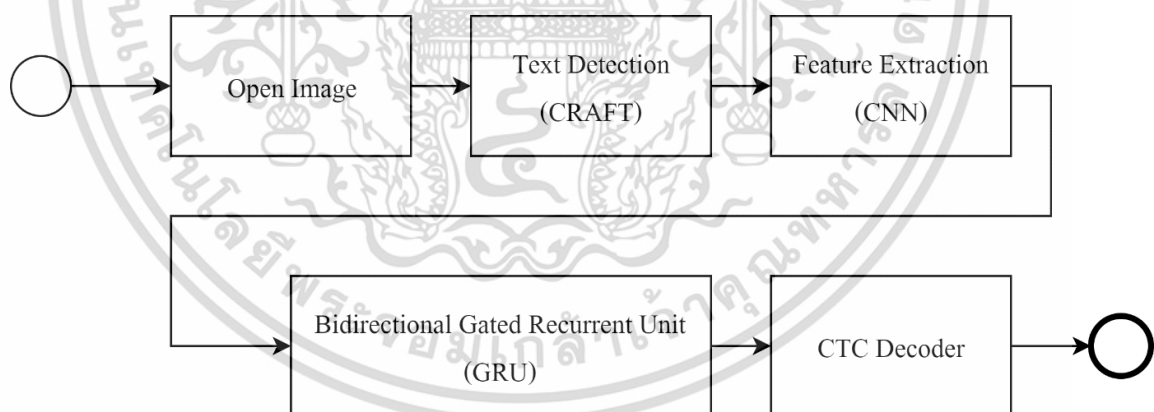 Open Image
Text Detection
(CRAFT)
Feature Extraction
(CNN)
Bidirectional Gated Recurrent Unit
(GRU)
CTC Decoder